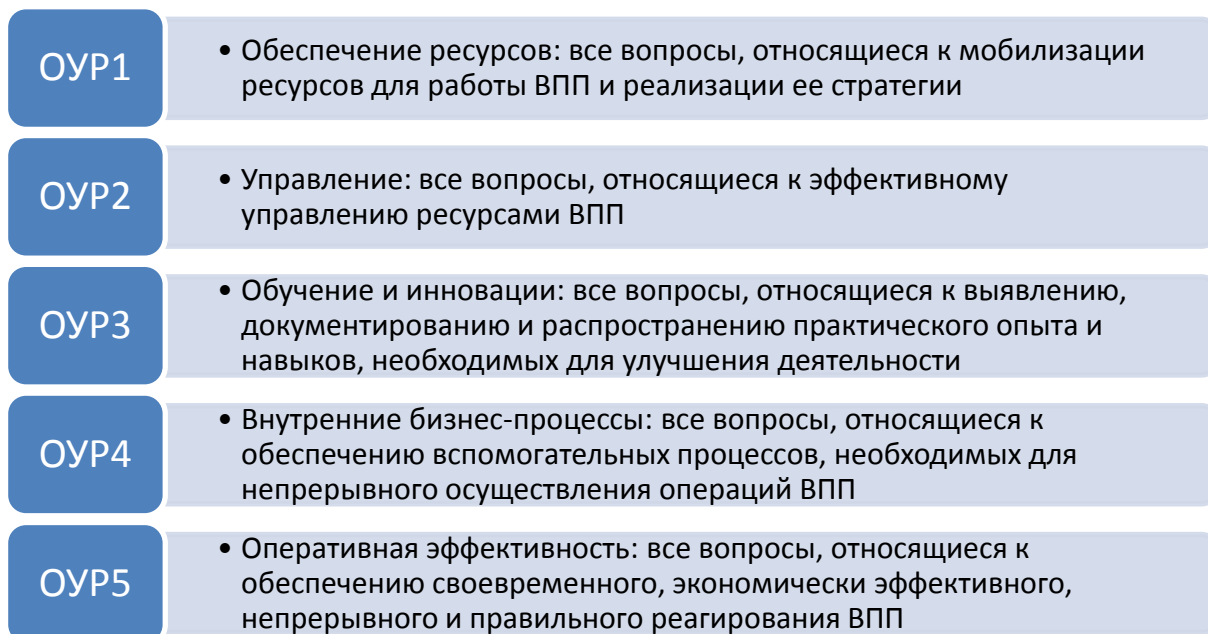 ОУР1
• Обеспечение ресурсов: все вопросы, относящиеся к мобилизации
ресурсов для работы ВПП и реализации ее стратегии
ОУР2
• Управление: все вопросы, относящиеся к эффективному
управлению ресурсами ВПП
ОУР3
• Обучение и инновации: все вопросы, относящиеся к выявлению,
документированию и распространению практического опыта и
навыков, необходимых для улучшения деятельности
ОУР4
• Внутренние бизнес-процессы: все вопросы, относящиеся к
обеспечению вспомогательных процессов, необходимых для
непрерывного осуществления операций ВПП
ОУР5
• Оперативная эффективность: все вопросы, относящиеся к
обеспечению своевременного, экономически эффективного,
непрерывного и правильного реагирования ВПП